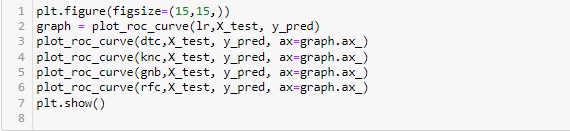 1 plt.figure(figsize=(15,15,))
2 graph = plot_roc_curve(lr,X_test, y_pred)
3 plot_roc_curve(dtc,X_test, y_pred, ax=graph.ax_)
4 plot_roc_curve(knc,X_test, y_pred, ax=graph.ax_)
5 plot_roc_curve(gnb,X_test, y_pred, ax=graph.ax_)
6 plot_roc_curve(rfc,X_test, y_pred, ax=graph.ax_)
7 plt.show()
8